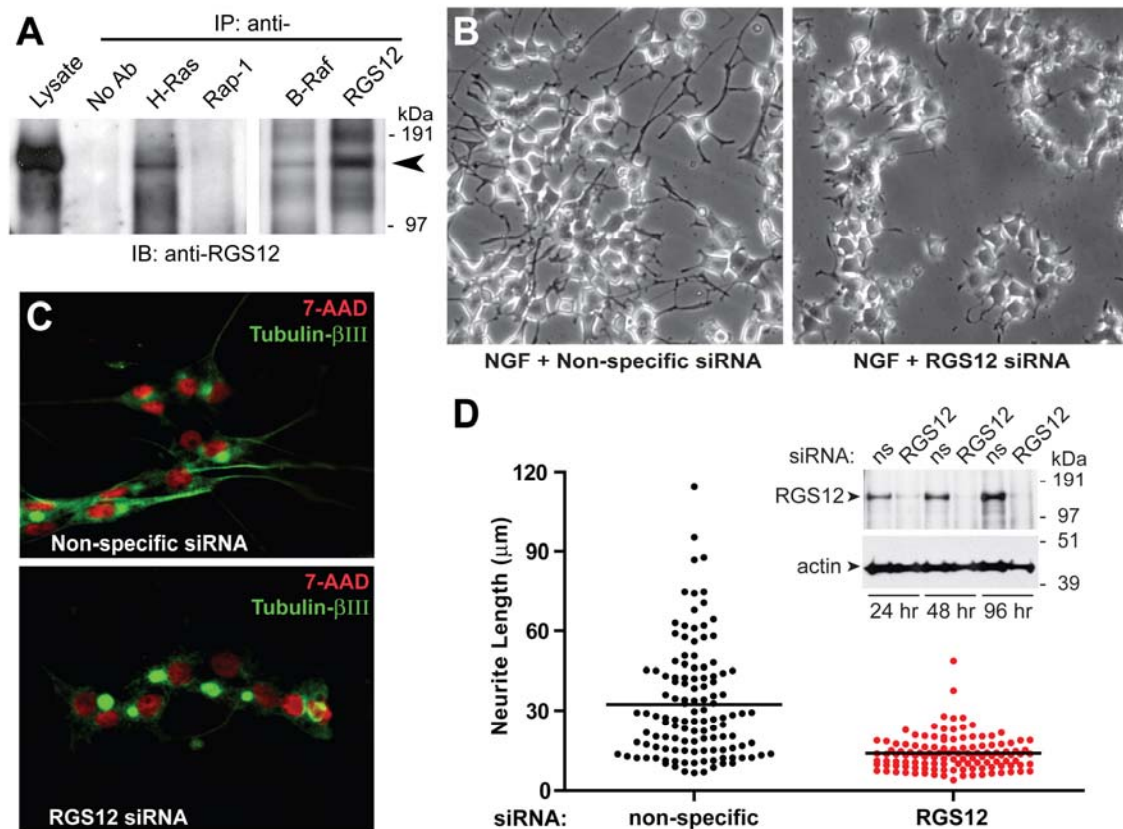 A
IP: anti-
Lysate
No Ab
H-Ras
Rap-1
B-Raf
RGS12
kDa
- 191
- 97
IB: anti-RGS12
B
NGF + Non-specific siRNA
NGF + RGS12 siRNA
C
7-AAD
Tubulin-βIII
Non-specific siRNA
7-AAD
Tubulin-βIII
RGS12 siRNA
D
Neurite Length (μm)
120
90
60
30
0
siRNA: non-specific RGS12
siRNA: ns RGS12 ns RGS12 ns RGS12
kDa
RGS12
- 191
- 97
- 51
actin
- 39
24 hr 48 hr 96 hr